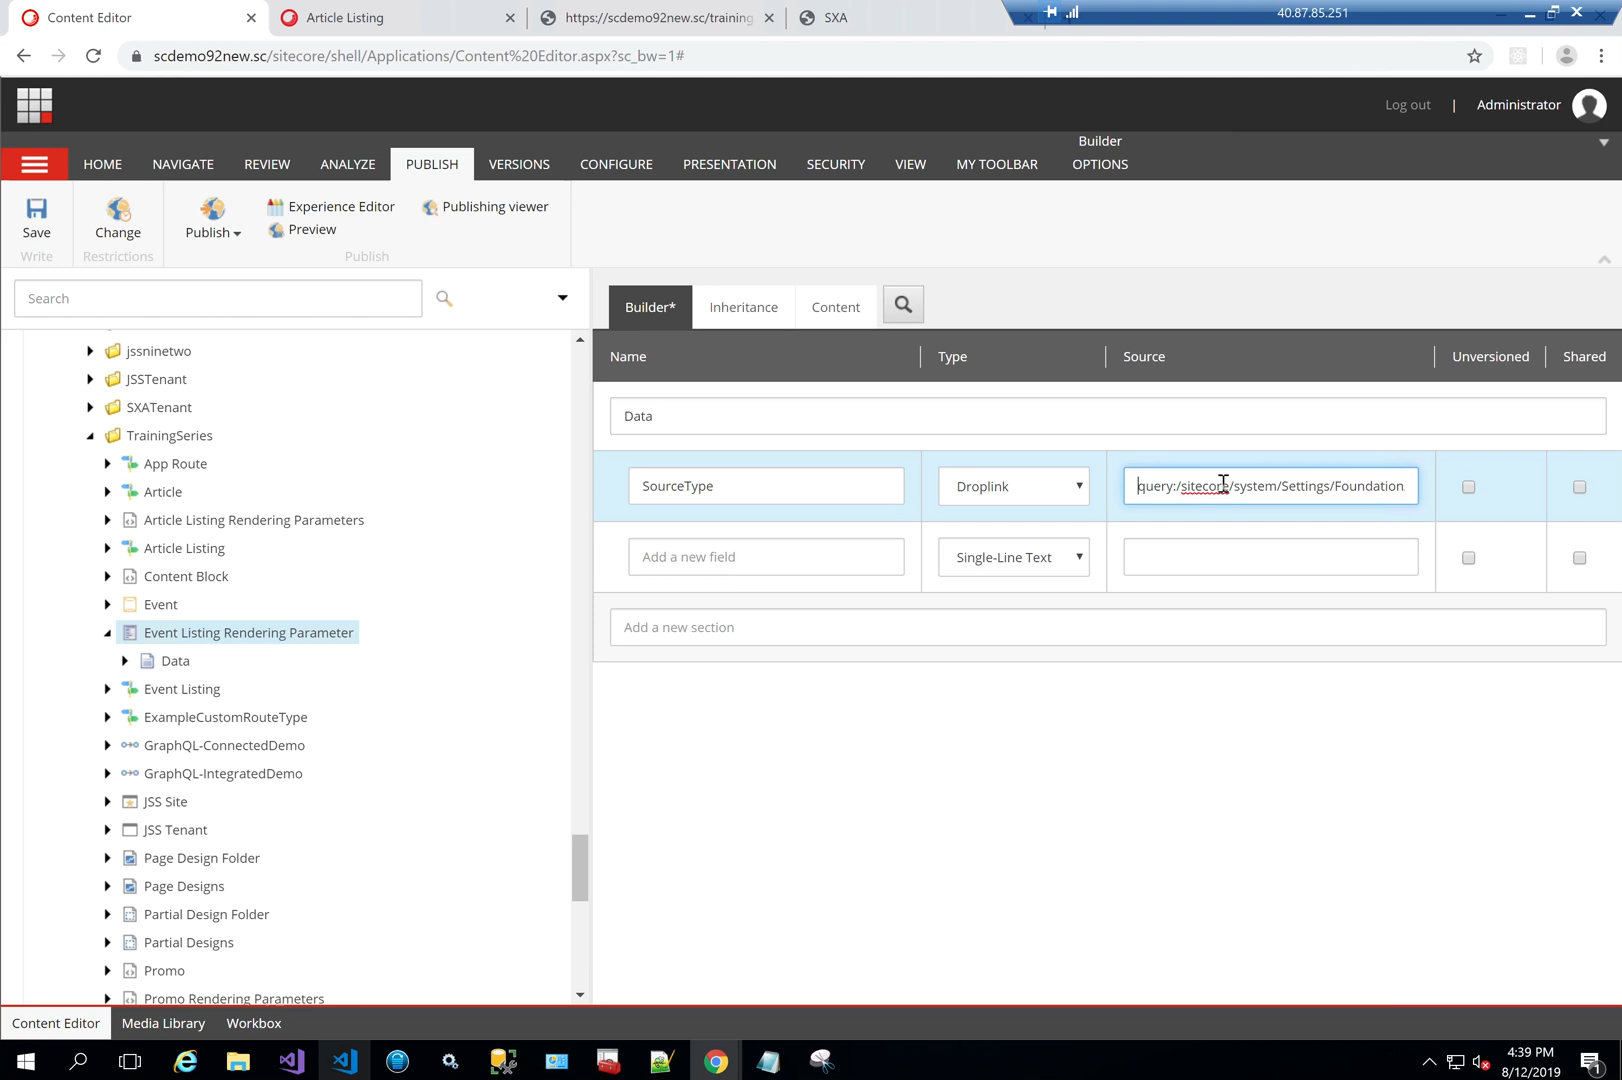 Content Editor
Article Listing
https://scdemo92new.sc/training
SXA
40.87.85.251
scdemo92new.sc/sitecore/shell/Applications/Content%20Editor.aspx?sc_bw=1#
Log out | Administrator
Builder
HOME NAVIGATE REVIEW ANALYZE PUBLISH VERSIONS CONFIGURE PRESENTATION SECURITY VIEW MY TOOLBAR OPTIONS
Experience Editor Publishing viewer
Save Change Publish Preview
Write Restrictions Publish
Search
Builder* Inheritance Content
Name Type Source Unversioned Shared
Data
SourceType Droplink query:/sitecore/system/Settings/Foundation
Add a new field Single-Line Text
Add a new section
jssninetwo
JSSTenant
SXATenant
TrainingSeries
App Route
Article
Article Listing Rendering Parameters
Article Listing
Content Block
Event
Event Listing Rendering Parameter
Data
Event Listing
ExampleCustomRouteType
GraphQL-ConnectedDemo
GraphQL-IntegratedDemo
JSS Site
JSS Tenant
Page Design Folder
Page Designs
Partial Design Folder
Partial Designs
Promo
Promo Rendering Parameters
Content Editor Media Library Workbox
4:39 PM
8/12/2019
1